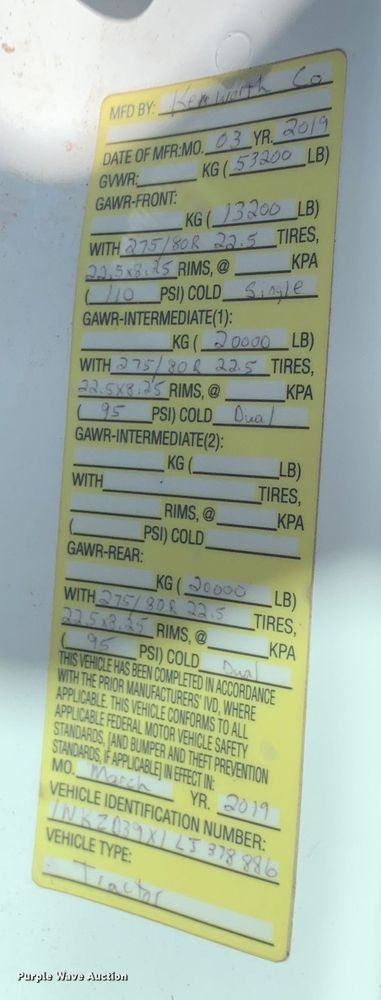 MFD BY: Kenworth Co
DATE OF MFR:MO. 03 YR. 2019
GVWR: KG ( 53200 LB)
GAWR-FRONT:
KG ( 13200 LB)
WITH 275/80R 22.5 TIRES,
22.5x8.25 RIMS, @ KPA
( 110 PSI) COLD Single
GAWR-INTERMEDIATE(1):
KG ( 20000 LB)
WITH 275/80R 22.5 TIRES,
22.5x8.25 RIMS, @ KPA
( 95 PSI) COLD Dual
GAWR-INTERMEDIATE(2):
KG ( LB)
WITH TIRES,
RIMS, @ KPA
( PSI) COLD
GAWR-REAR:
KG ( 20000 LB)
WITH 275/80R 22.5 TIRES,
22.5x8.25 RIMS, @ KPA
( 95 PSI) COLD Dual
THIS VEHICLE HAS BEEN COMPLETED IN ACCORDANCE
WITH THE PRIOR MANUFACTURERS' IVD, WHERE
APPLICABLE. THIS VEHICLE CONFORMS TO ALL
APPLICABLE FEDERAL MOTOR VEHICLE SAFETY
STANDARDS, [AND BUMPER AND THEFT PREVENTION
STANDARDS, IF APPLICABLE] IN EFFECT IN:
MO. March YR. 2019
VEHICLE IDENTIFICATION NUMBER:
1NKZD39X1LJ378886
VEHICLE TYPE:
Tractor
Purple Wave Auction